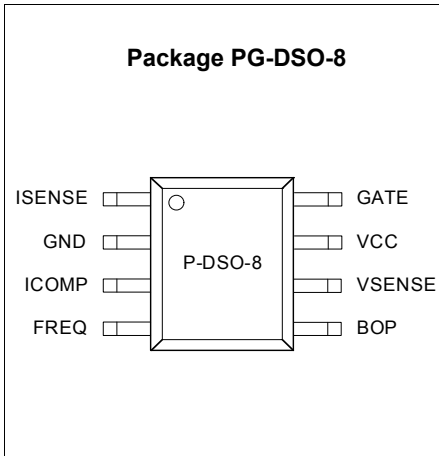 Package PG-DSO-8
ISENSE
GATE
GND
VCC
P-DSO-8
ICOMP
VSENSE
FREQ
BOP